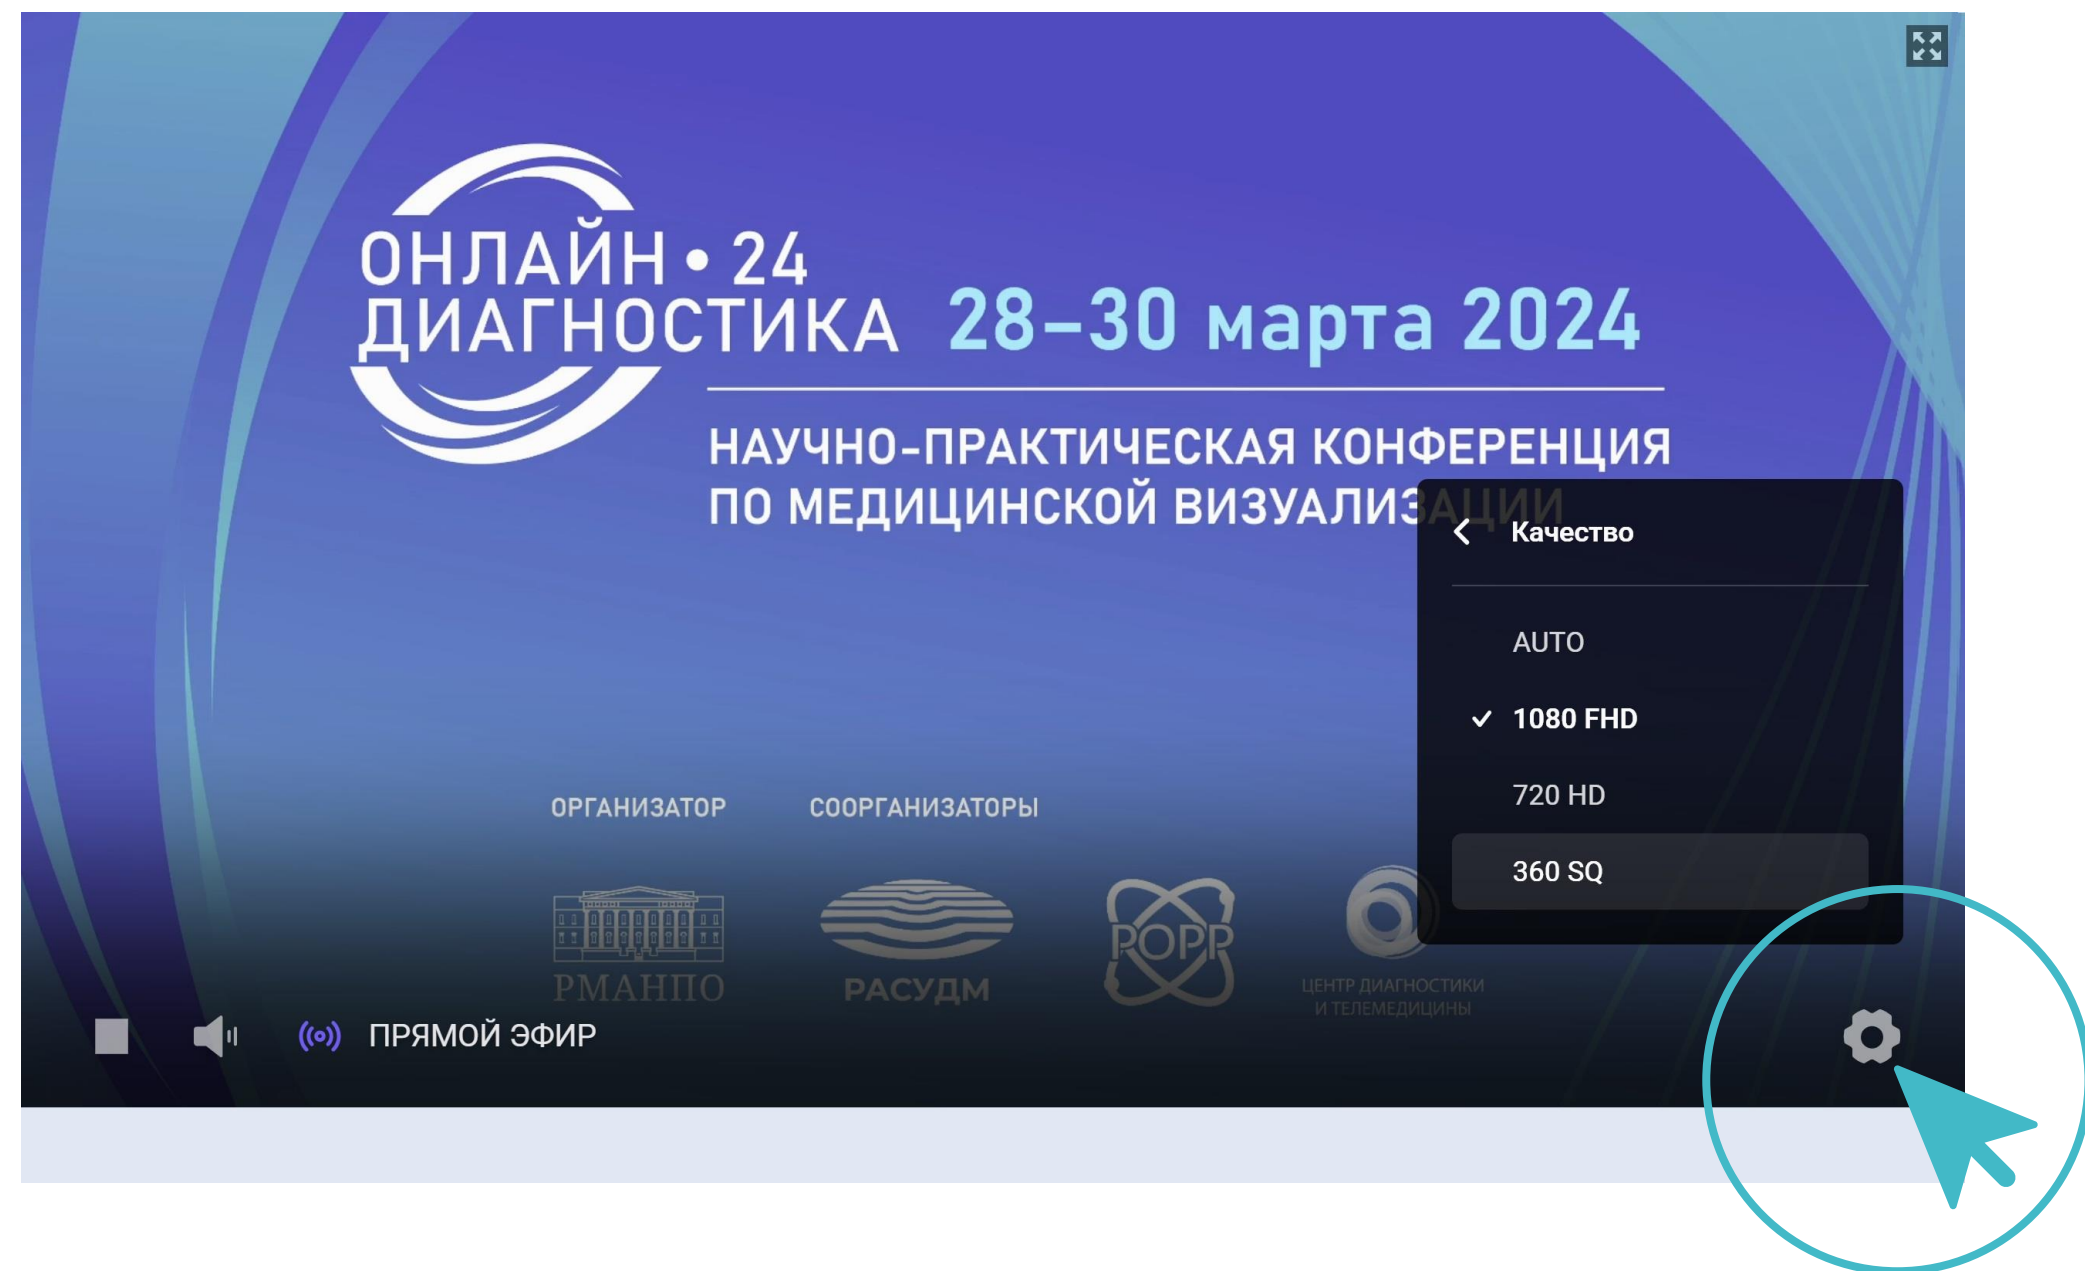 ОНЛАЙН • 24
ДИАГНОСТИКА
28–30 марта 2024
НАУЧНО-ПРАКТИЧЕСКАЯ КОНФЕРЕНЦИЯ
ПО МЕДИЦИНСКОЙ ВИЗУАЛИЗАЦИИ
Качество
AUTO
1080 FHD
720 HD
360 SQ
ОРГАНИЗАТОР
СООРГАНИЗАТОРЫ
РМАНПО
РАСУДМ
РОРР
ЦЕНТР ДИАГНОСТИКИ
И ТЕЛЕМЕДИЦИНЫ
ПРЯМОЙ ЭФИР